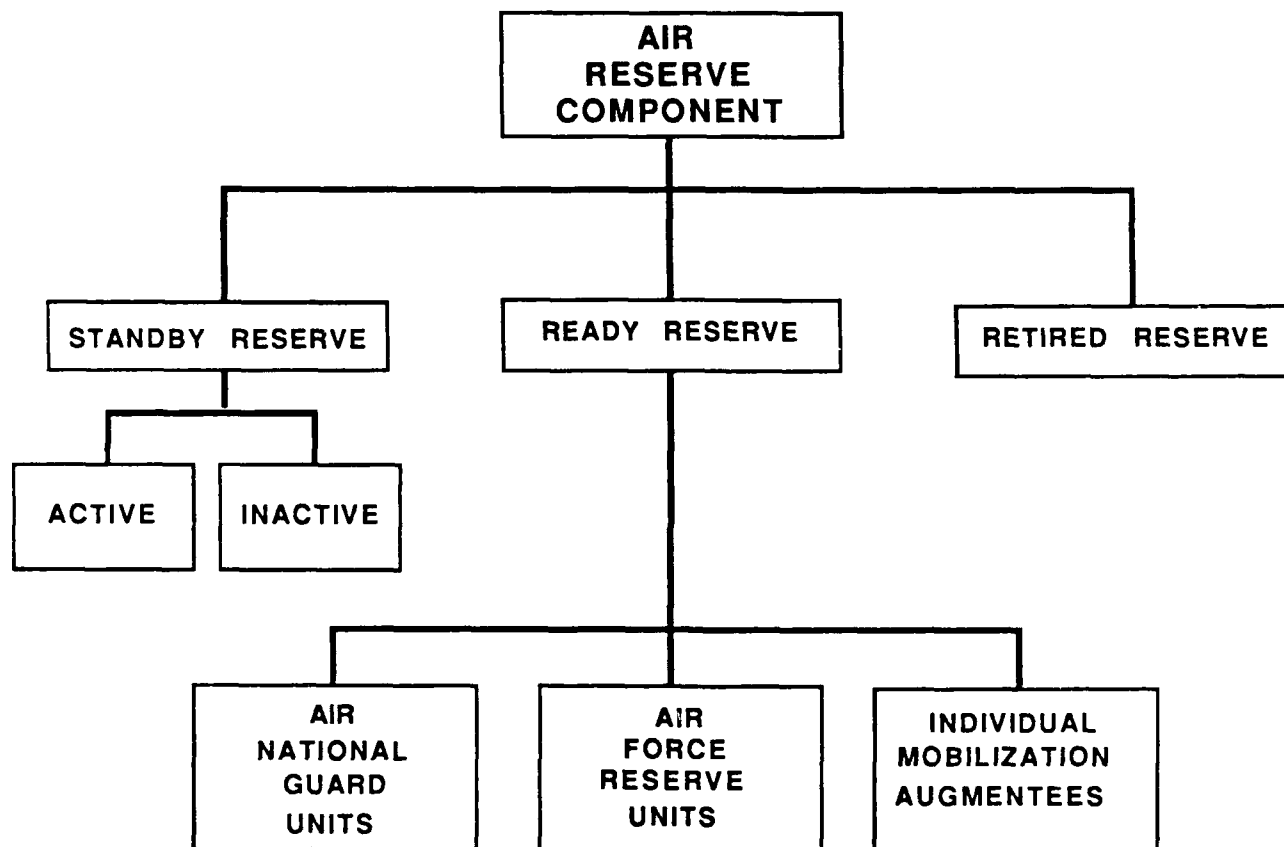 AIR
RESERVE
COMPONENT
STANDBY RESERVE
READY RESERVE
RETIRED RESERVE
ACTIVE
INACTIVE
AIR
NATIONAL
GUARD
UNITS
AIR
FORCE
RESERVE
UNITS
INDIVIDUAL
MOBILIZATION
AUGMENTEES